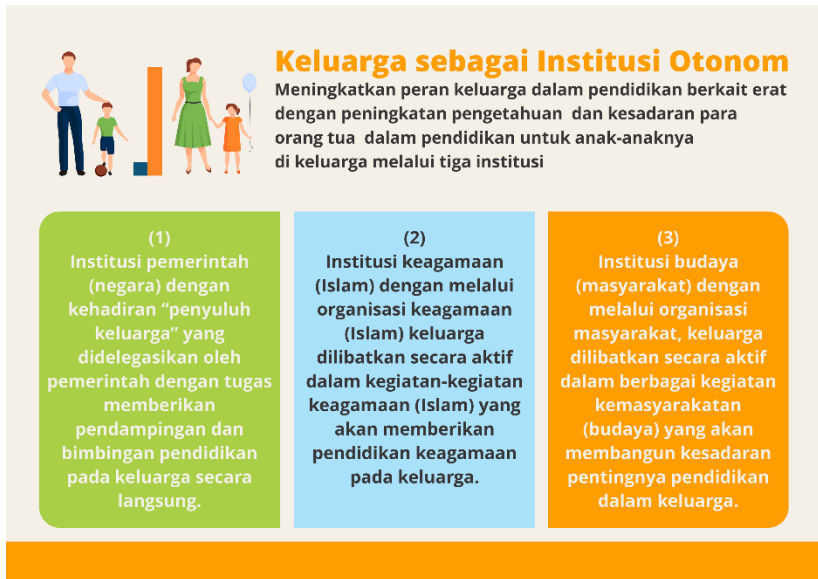 Keluarga sebagai Institusi Otonom
Meningkatkan peran keluarga dalam pendidikan berkait erat
dengan peningkatan pengetahuan dan kesadaran para
orang tua dalam pendidikan untuk anak-anaknya
di keluarga melalui tiga institusi
(1)
Institusi pemerintah
(negara) dengan
kehadiran “penyuluh
keluarga” yang
didelegasikan oleh
pemerintah dengan tugas
memberikan
pendampingan dan
bimbingan pendidikan
pada keluarga secara
langsung.
(2)
Institusi keagamaan
(Islam) dengan melalui
organisasi keagamaan
(Islam) keluarga
dilibatkan secara aktif
dalam kegiatan-kegiatan
keagamaan (Islam) yang
akan memberikan
pendidikan keagamaan
pada keluarga.
(3)
Institusi budaya
(masyarakat) dengan
melalui organisasi
masyarakat, keluarga
dilibatkan secara aktif
dalam berbagai kegiatan
kemasyarakatan
(budaya) yang akan
membangun kesadaran
pentingnya pendidikan
dalam keluarga.